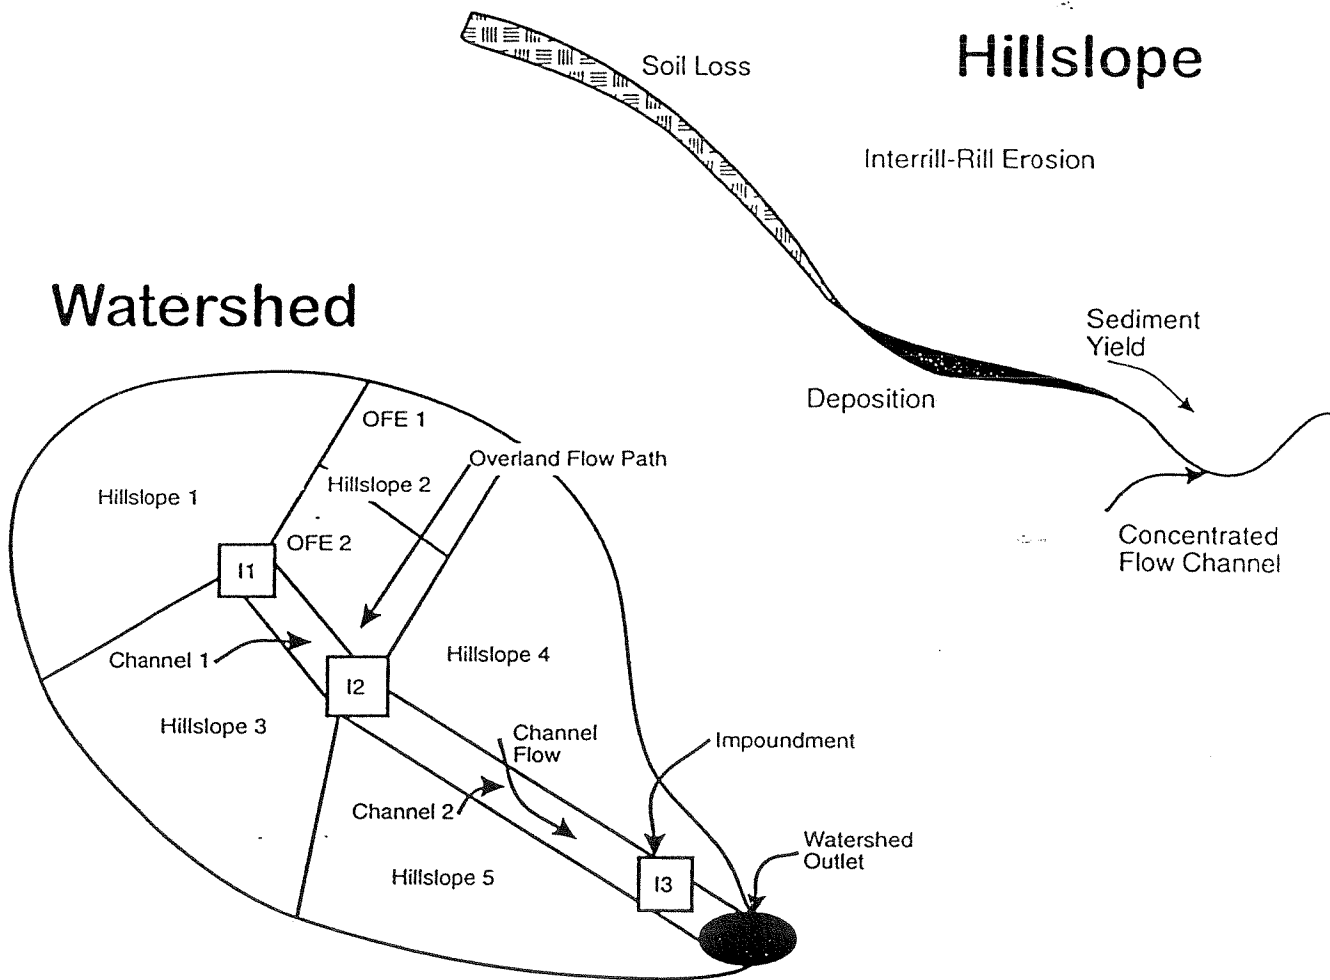 Hillslope
Soil Loss
Interrill-Rill Erosion
Sediment
Yield
Deposition
Concentrated
Flow Channel
Watershed
OFE 1
Overland Flow Path
Hillslope 2
Hillslope 1
OFE 2
I1
Channel 1
Hillslope 4
I2
Hillslope 3
Channel
Flow
Impoundment
Channel 2
Watershed
Outlet
Hillslope 5
I3